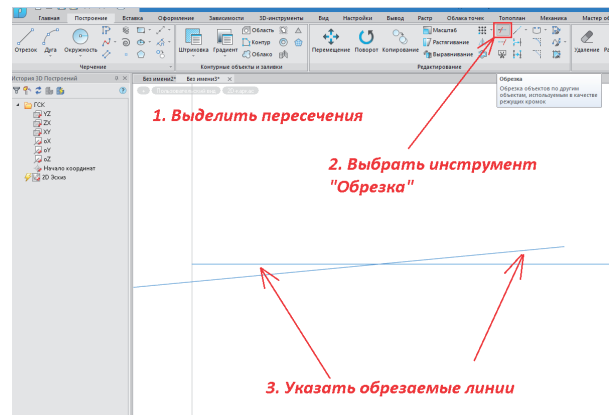 Главная Построение Вставка Оформление Зависимости 3D-инструменты Вид Настройки Вывод Растр Облака точек Топоплан Механика Мастер об
Область
Масштаб
Контур
Растягивание
Отрезок Дуга Окружность Штриховка Градиент Облако Перемещение Поворот Копирование Выравнивание Удаление
Черчение Контурные объекты и заливки Редактирование
История 3D Построений
Без имени2* Без имени3*
Обрезка
Обрезка объектов по другим
объектам, используемым в качестве
режущих кромок
ГСК
YZ
ZX
XY
oX
oY
oZ
Начало координат
2D Эскиз
1. Выделить пересечения
2. Выбрать инструмент
"Обрезка"
3. Указать обрезаемые линии